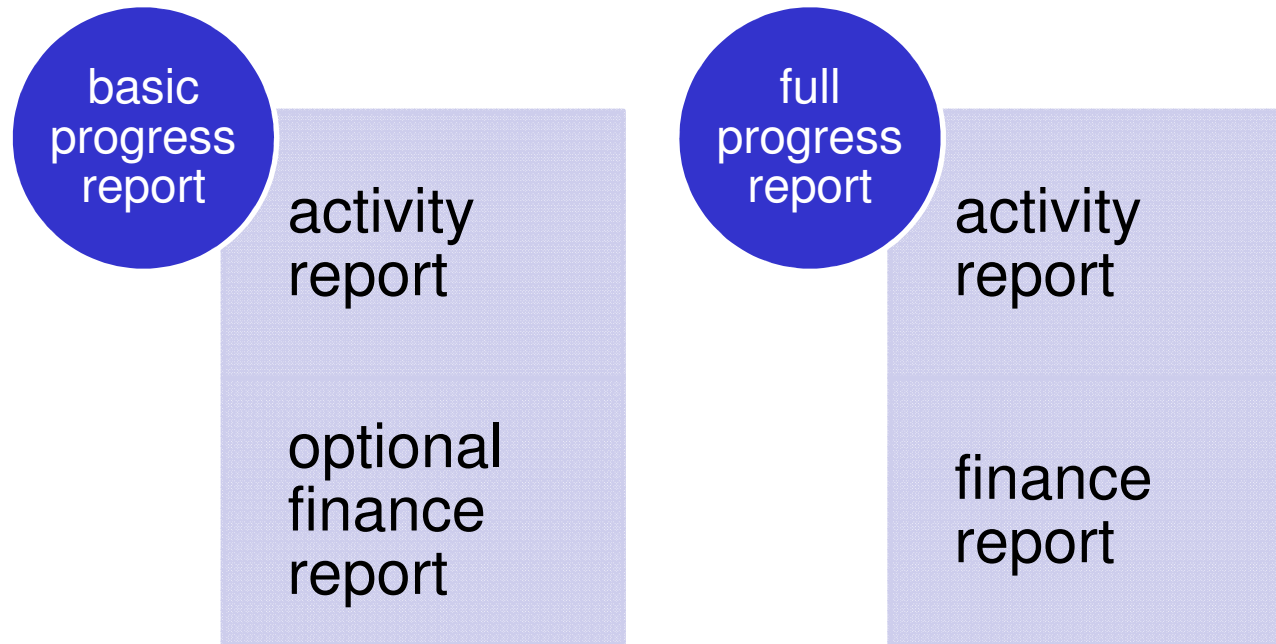 basic
progress
report
activity
report
optional
finance
report
full
progress
report
activity
report
finance
report